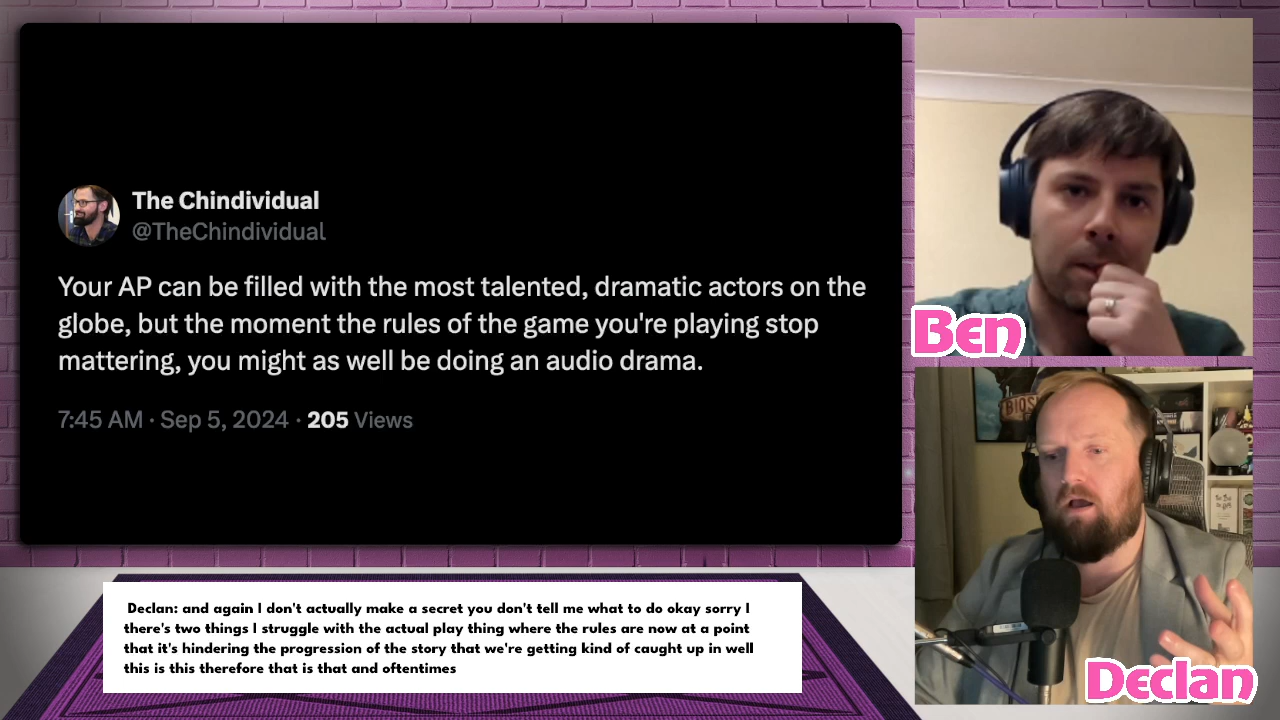 The Chindividual
@TheChindividual
Your AP can be filled with the most talented, dramatic actors on the
globe, but the moment the rules of the game you're playing stop
mattering, you might as well be doing an audio drama.
7:45 AM · Sep 5, 2024 · 205 Views
Ben
BIOS
Declan: and again I don't actually make a secret you don't tell me what to do okay sorry I
there's two things I struggle with the actual play thing where the rules are now at a point
that it's hindering the progression of the story that we're getting kind of caught up in well
this is this therefore that is that and oftentimes
Declan